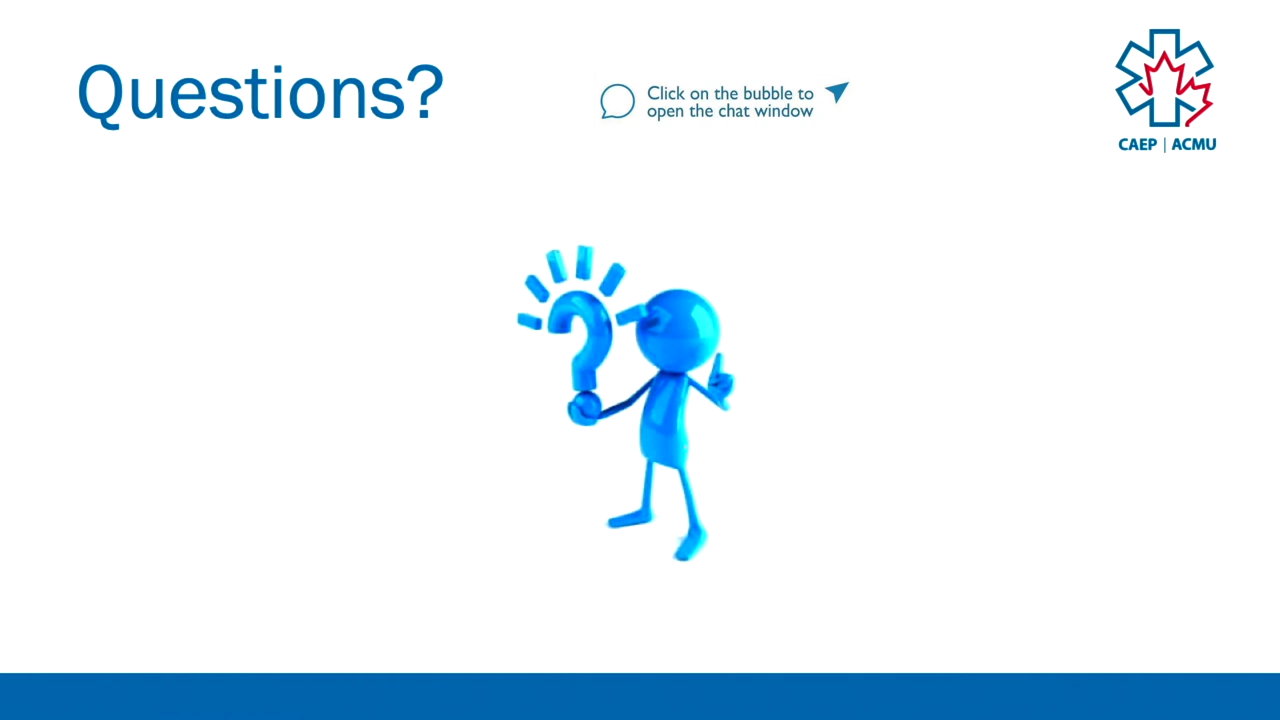 Questions?
Click on the bubble to
open the chat window
CAEP | ACMU